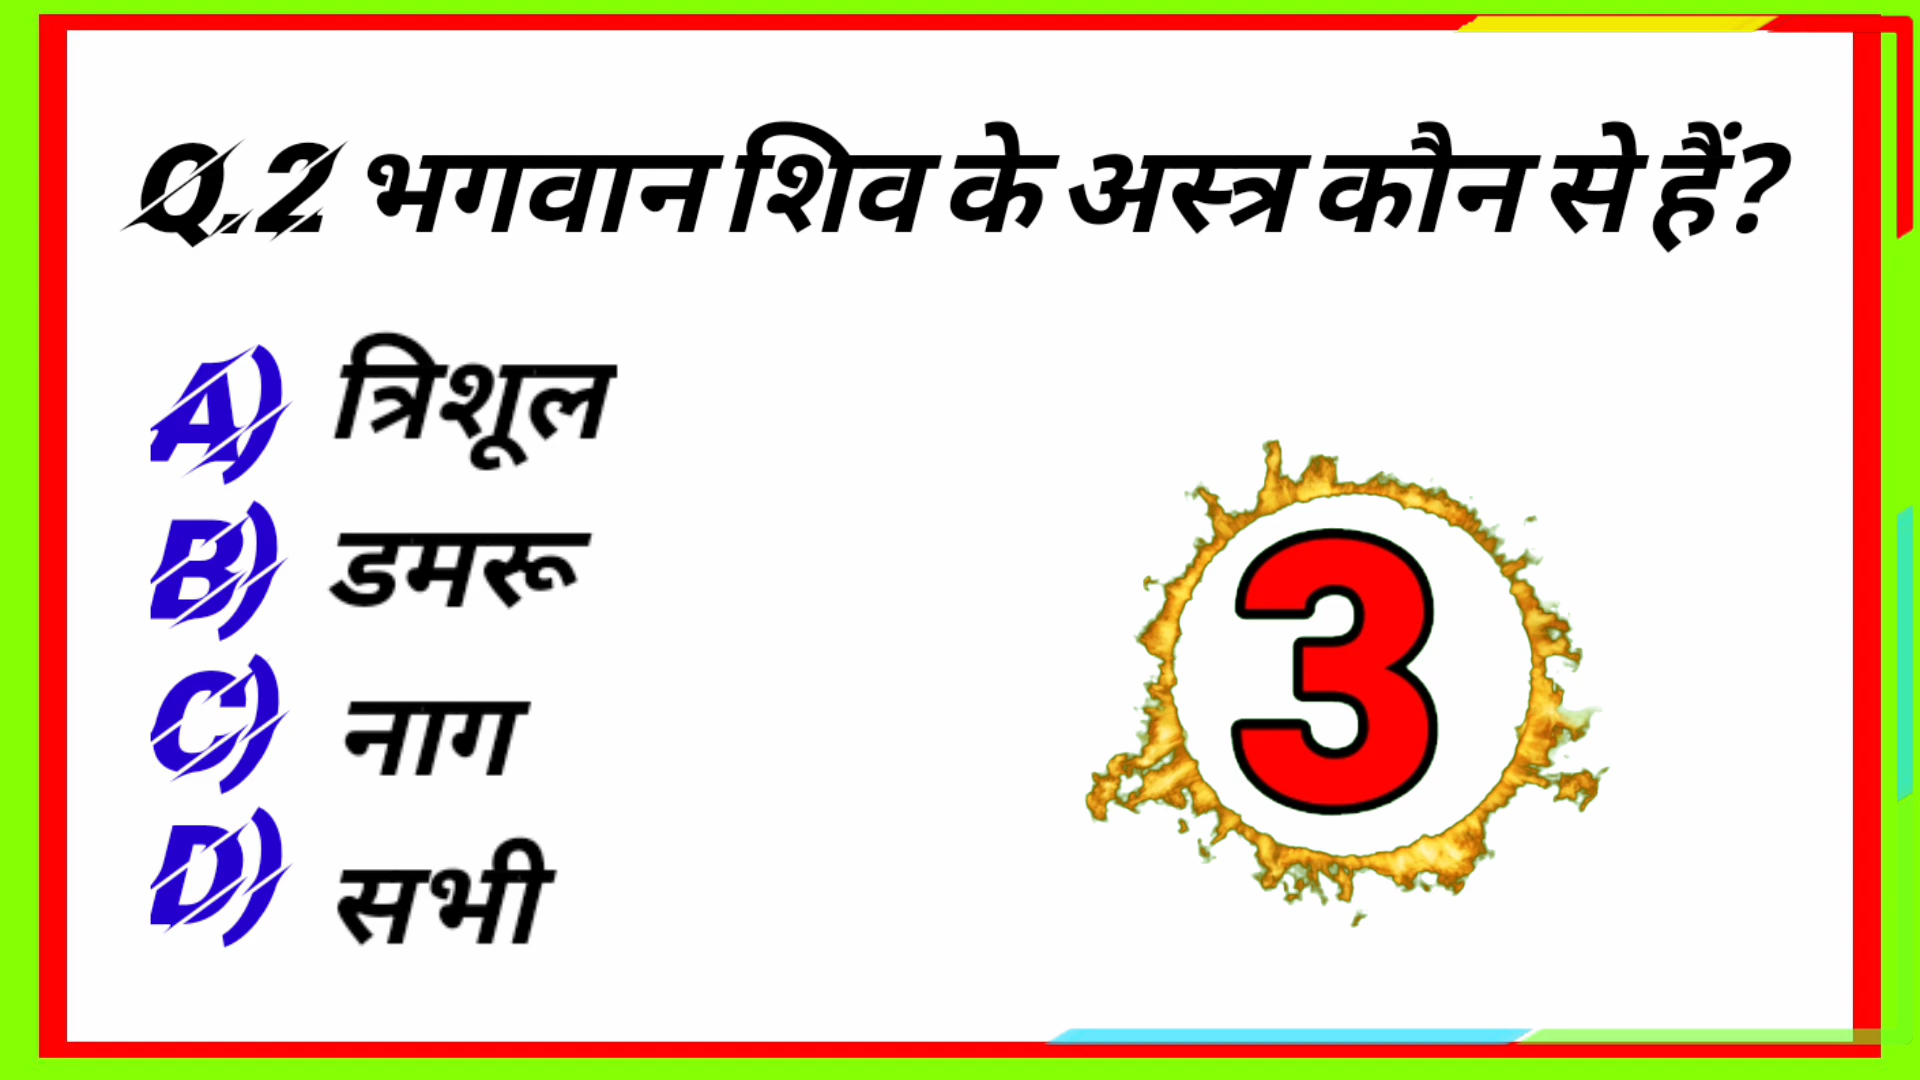 Q.2 भगवान शिव के अस्त्र कौन से हैं?
A) त्रिशूल
B) डमरू
3
C) नाग
D) सभी